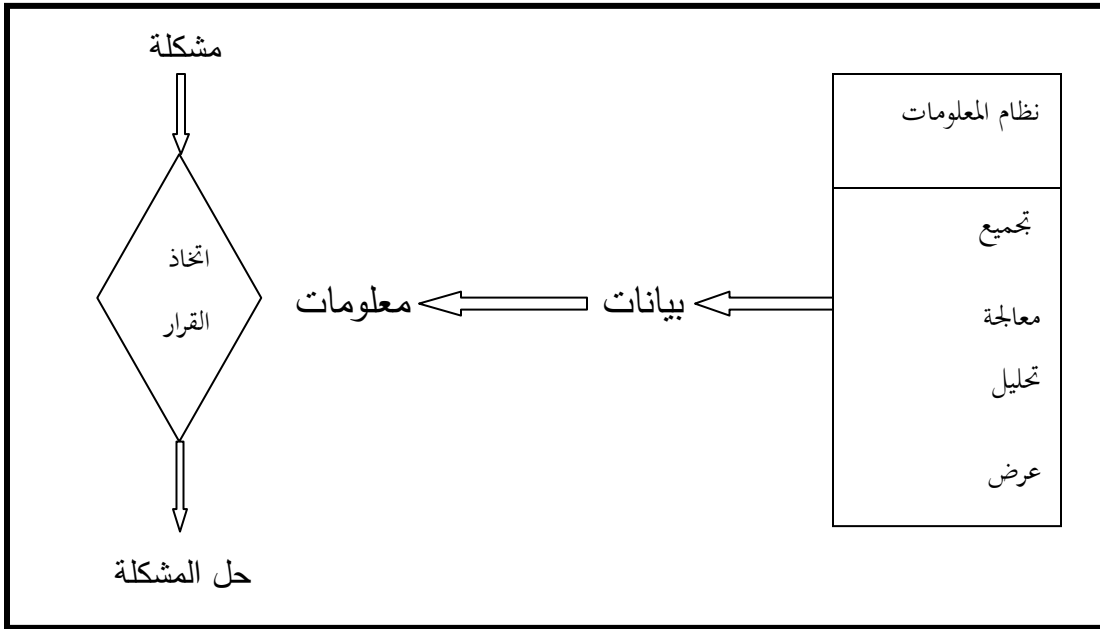 مشكلة
نظام المعلومات
تجميع
اتخاذ
بيانات
معلومات
معالجة
القرار
تحليل
عرض
حل المشكلة